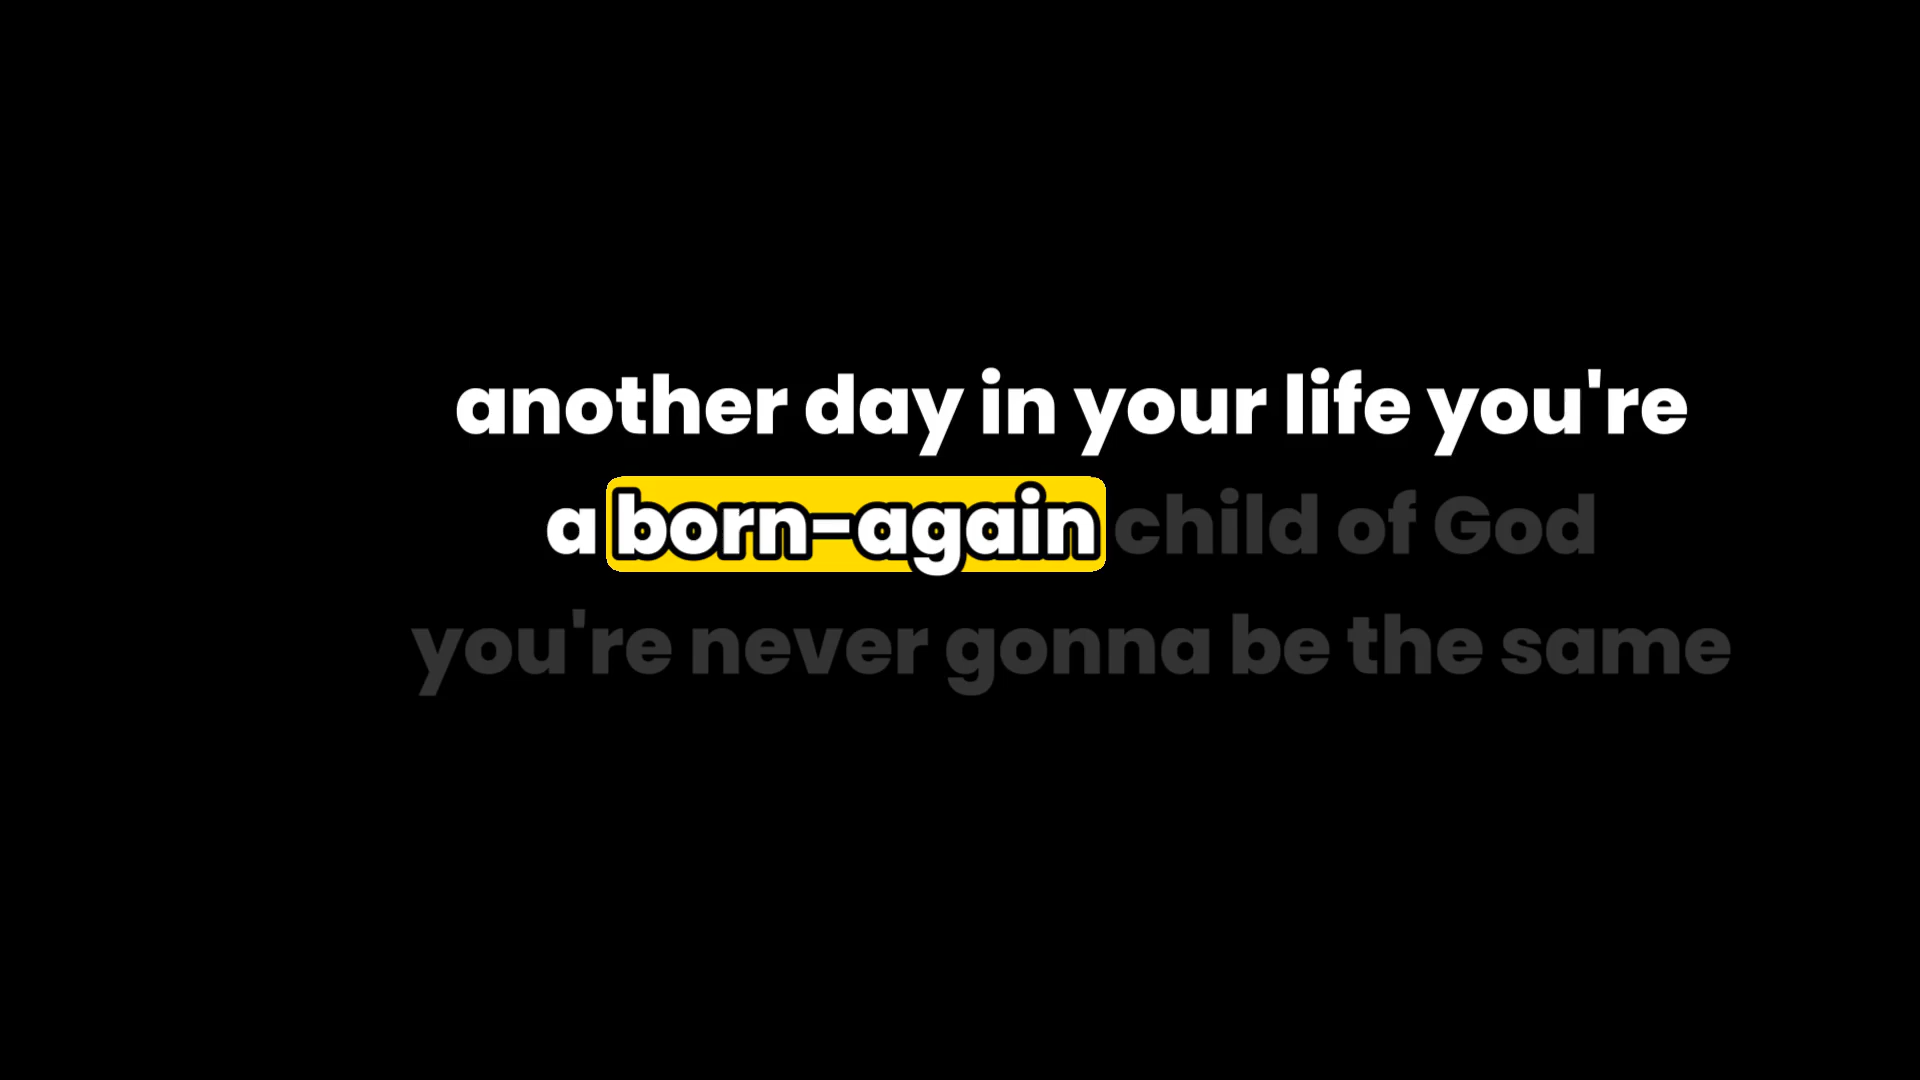 another day in your life you're
a born-again child of God
you're never gonna be the same